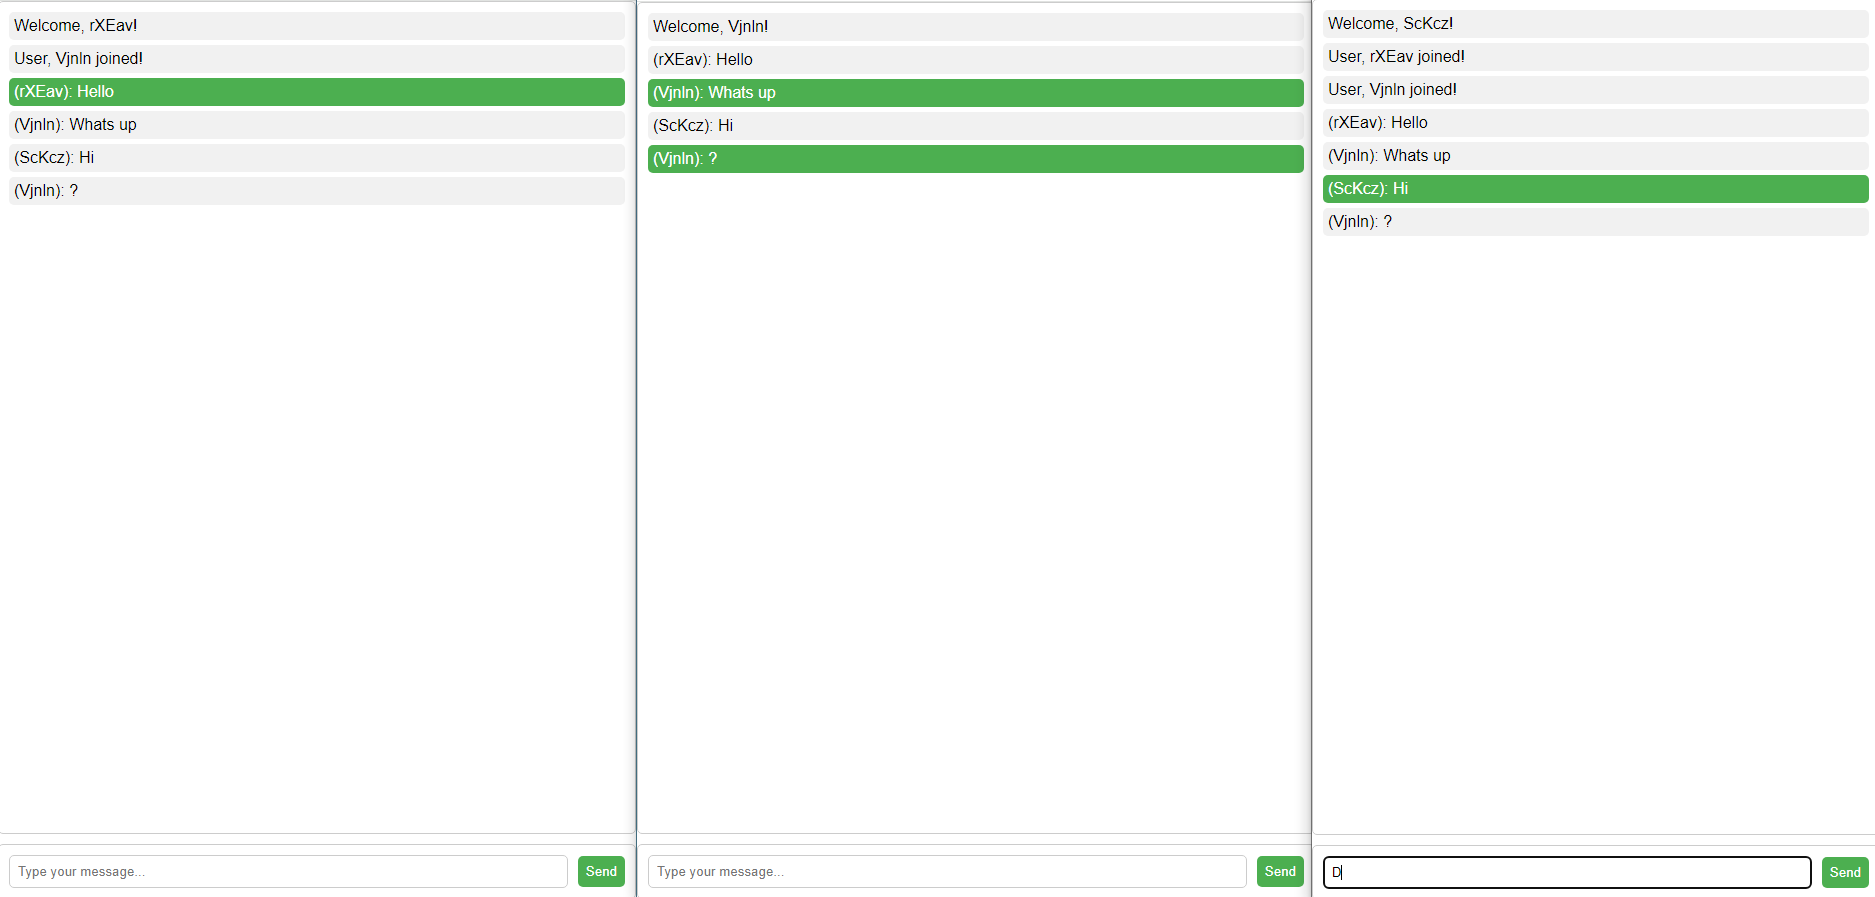 Welcome, rXEav!
User, Vjnln joined!
(rXEav): Hello
(Vjnln): Whats up
(ScKcz): Hi
(Vjnln): ?
Type your message...
Send
Welcome, Vjnln!
(rXEav): Hello
(Vjnln): Whats up
(ScKcz): Hi
(Vjnln): ?
Type your message...
Send
Welcome, ScKcz!
User, rXEav joined!
User, Vjnln joined!
(rXEav): Hello
(Vjnln): Whats up
(ScKcz): Hi
(Vjnln): ?
D
Send